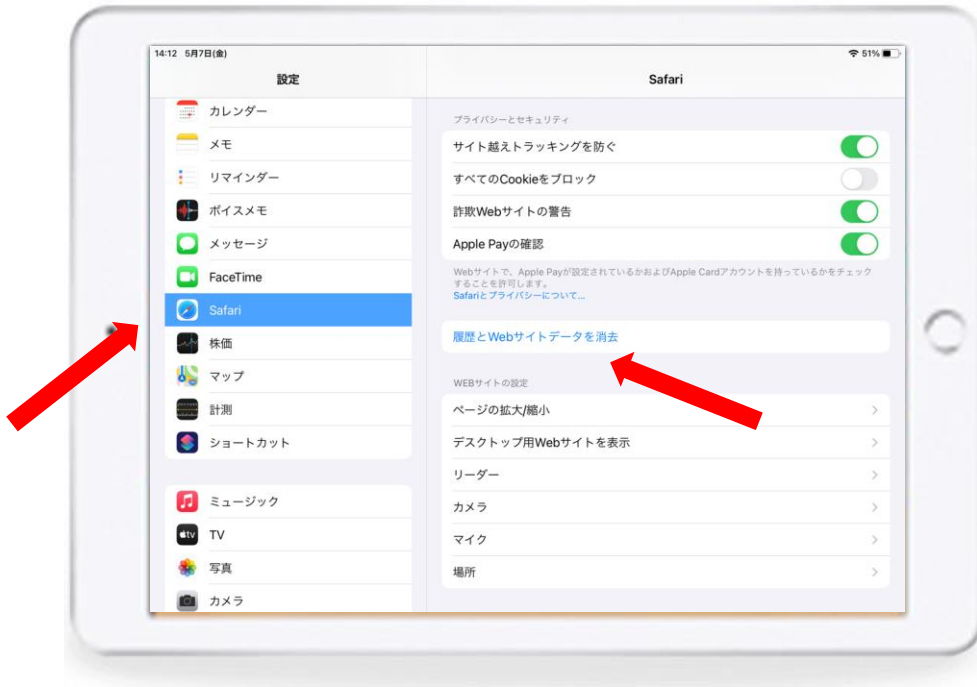 14:12 5月7日(金)
51%
設定
Safari
カレンダー
メモ
リマインダー
ボイスメモ
メッセージ
FaceTime
Safari
株価
マップ
計測
ショートカット
ミュージック
tv
TV
写真
カメラ
プライバシーとセキュリティ
サイト越えトラッキングを防ぐ
すべてのCookieをブロック
詐欺Webサイトの警告
Apple Payの確認
Webサイトで、Apple Payが設定されているかおよびApple Cardアカウントを持っているかをチェック
することを許可します。
Safariとプライバシーについて...
履歴とWebサイトデータを消去
WEBサイトの設定
ページの拡大/縮小
デスクトップ用Webサイトを表示
リーダー
カメラ
マイク
場所